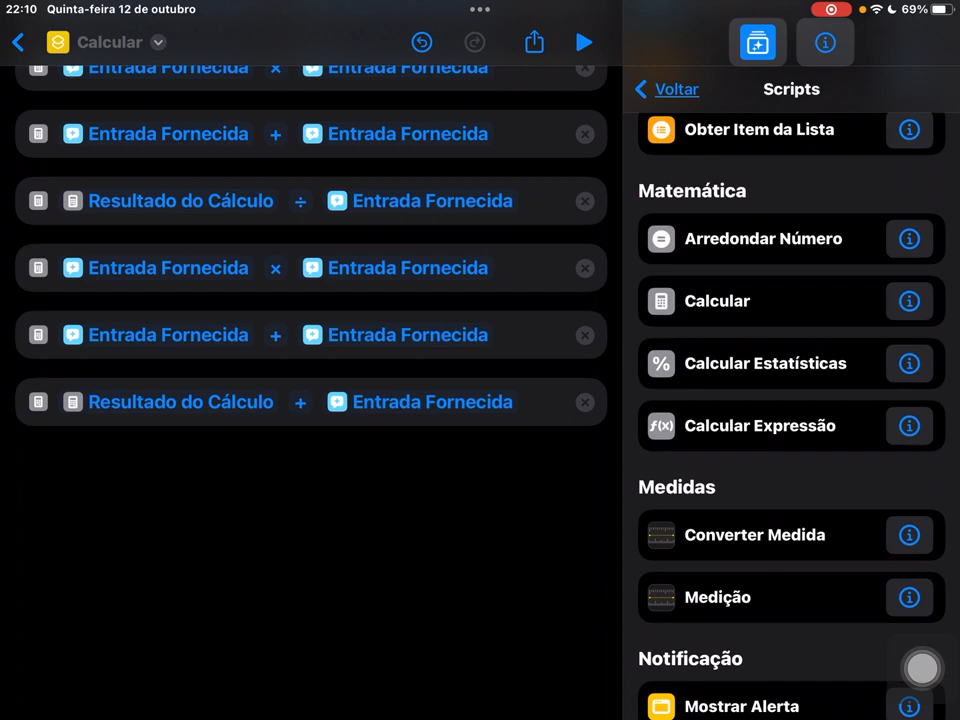 22:10 Quinta-feira 12 de outubro
69%
Calcular
Voltar
Scripts
Entrada Fornecida × Entrada Fornecida
Entrada Fornecida + Entrada Fornecida
Resultado do Cálculo ÷ Entrada Fornecida
Entrada Fornecida × Entrada Fornecida
Entrada Fornecida + Entrada Fornecida
Resultado do Cálculo + Entrada Fornecida
Obter Item da Lista
Matemática
Arredondar Número
Calcular
Calcular Estatísticas
f(x) Calcular Expressão
Medidas
Converter Medida
Medição
Notificação
Mostrar Alerta